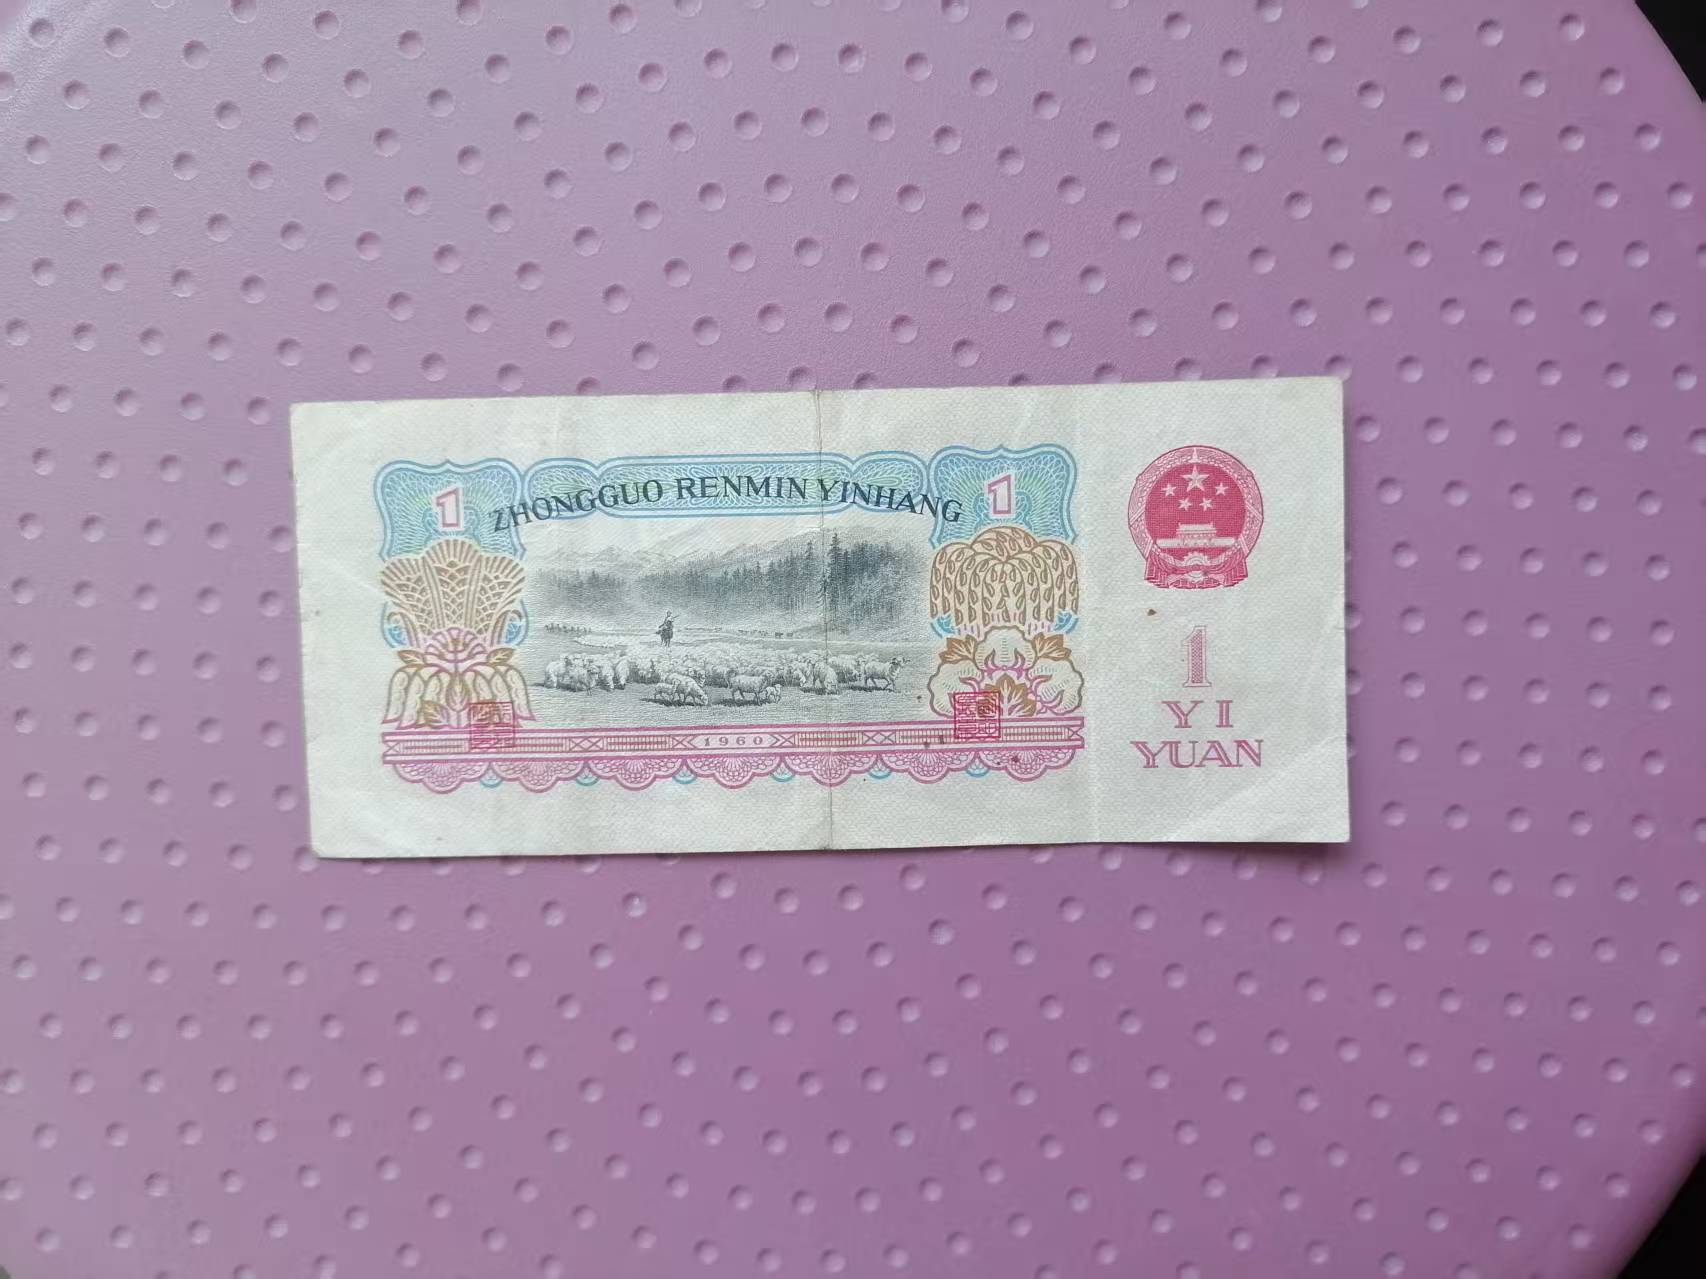 1
ZHONGGUO RENMIN YINHANG
1
1960
1
YI
YUAN